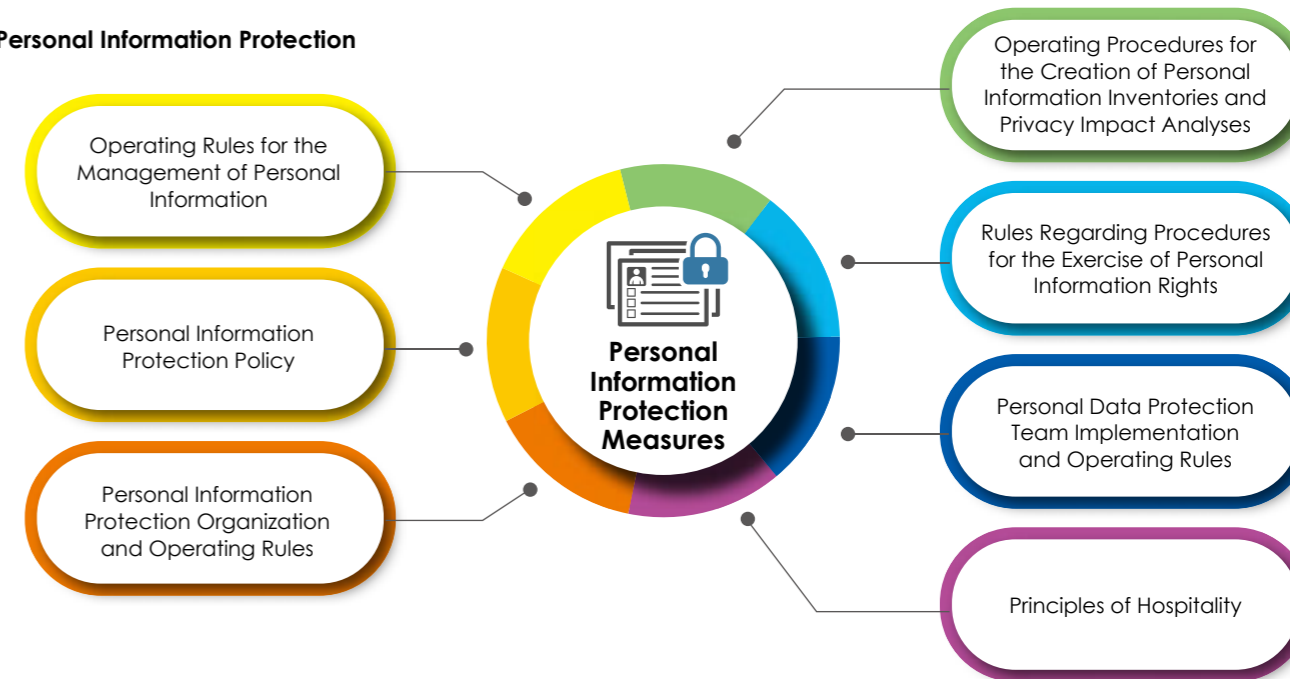 Personal Information Protection
Operating Rules for the
Management of Personal
Information
Personal Information
Protection Policy
Personal Information
Protection Organization
and Operating Rules
Personal
Information
Protection
Measures
Operating Procedures for
the Creation of Personal
Information Inventories and
Privacy Impact Analyses
Rules Regarding Procedures
for the Exercise of Personal
Information Rights
Personal Data Protection
Team Implementation
and Operating Rules
Principles of Hospitality